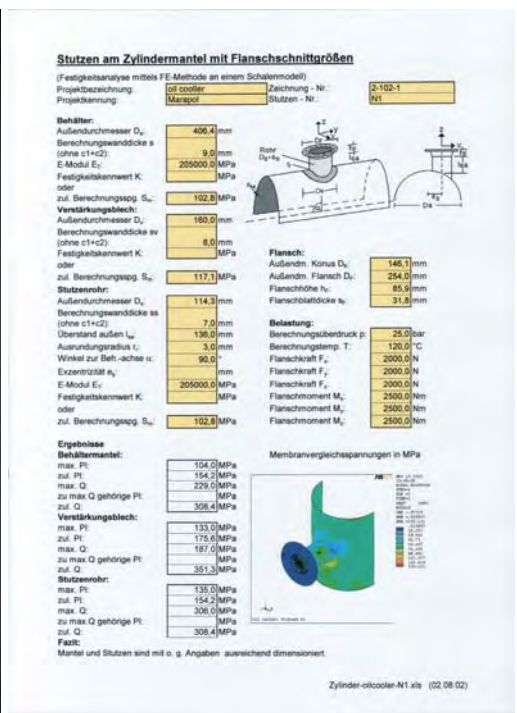 Stutzen am Zylindermantel mit Flanschschnittgrößen
(Festigkeitsanalyse mittels FE-Methode an einem Schalenmodell)
Projektbezeichnung: oil coolier Zeichnung - Nr.: 2-102-1
Projektkennung: Marapol Stutzen - Nr.: N1
Behälter:
Außendurchmesser Da: 406,4 mm
Berechnungswanddicke s
(ohne c1+c2): 9,0 mm
E-Modul ET: 205000,0 MPa
Festigkeitskennwert K: MPa
oder
zul. Berechnungsspg. Sm: 102,8 MPa
Verstärkungsblech:
Außendurchmesser Dv: 160,0 mm
Berechnungswanddicke sv
(ohne c1+c2): 8,0 mm
Festigkeitskennwert K: MPa
oder
zul. Berechnungsspg. Sm: 117,1 MPa
Stutzenrohr:
Außendurchmesser Ds: 114,3 mm
Berechnungswanddicke ss
(ohne c1+c2): 7,0 mm
Überstand außen 136,0 mm
Ausrundungsradius r: 3,0 mm
Winkel zur Beh.-achse α: 90,0 °
Exzentrizität mm
E-Modul ET: 205000,0 MPa
Festigkeitskennwert K: MPa
oder
zul. Berechnungsspg. Sm: 102,8 MPa
Rohr
Flansch:
Außendm. Konus 146,1 mm
Außendm. Flansch 254,0 mm
Flanschhöhe 85,9 mm
Flanschblattdicke 31,8 mm
Belastung:
Berechnungsüberdruck p: 25,0 bar
Berechnungstemp. T: 120,0 °C
Flanschkraft 2000,0 N
Flanschkraft 2000,0 N
Flanschkraft 2000,0 N
Flanschmoment 2500,0 Nm
Flanschmoment 2500,0 Nm
Flanschmoment 2500,0 Nm
Ergebnisse
Behältermantel: Membranvergleichsspannungen in MPa
max. Pl: 104,0 MPa
zul. Pl: 154,2 MPa
max. Q: 229,0 MPa
zu max.Q gehörige Pl: MPa
zul. Q: 308,4 MPa
Verstärkungsblech:
max. Pl: 133,0 MPa
zul. Pl: 175,6 MPa
max. Q: 187,0 MPa
zu max.Q gehörige Pl: MPa
zul. Q: 351,3 MPa
Stutzenrohr:
max. Pl: 135,0 MPa
zul. Pl: 154,2 MPa
max. Q: 306,0 MPa
zu max.Q gehörige Pl: MPa
zul. Q: 308,4 MPa
Fazit:
Mantel und Stutzen sind mit o. g. Angaben ausreichend dimensioniert.
Zylinder-oilcooler-N1.xls (02.08.02)